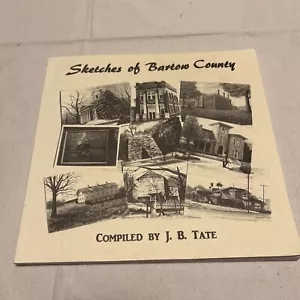 Sketches of Bartow County
COMPILED BY J. B. TATE